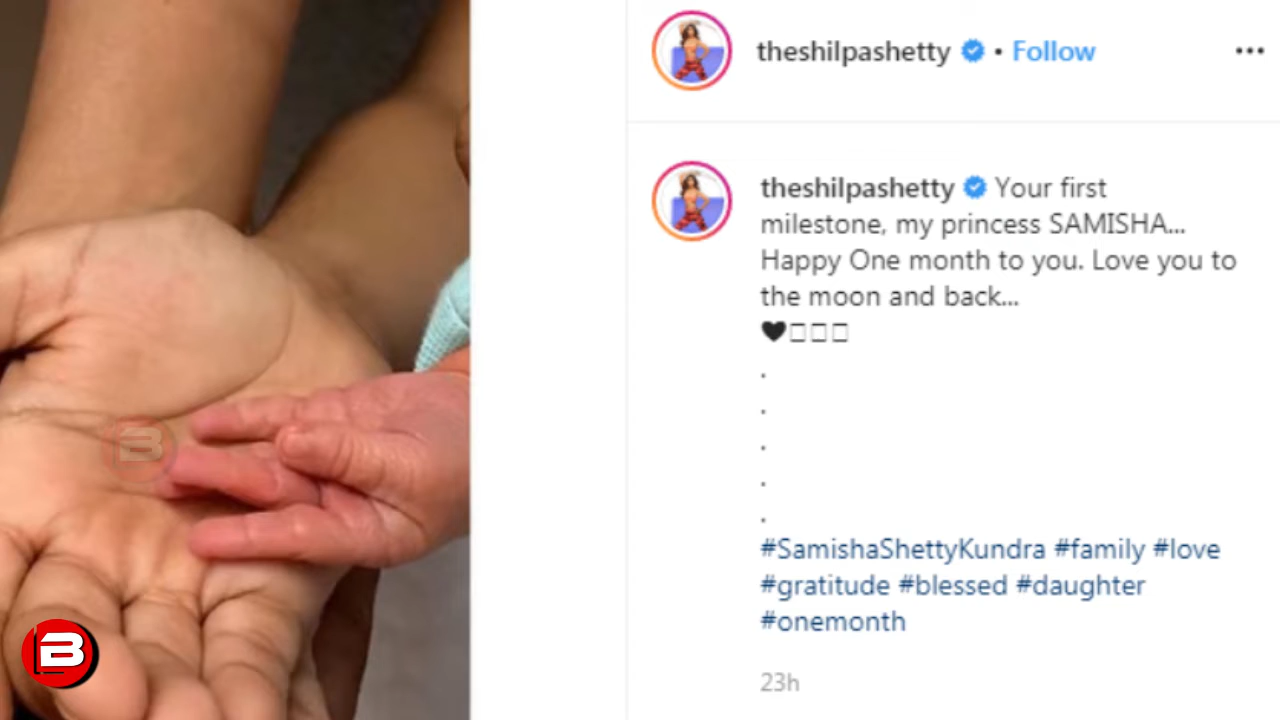 theshilpashetty • Follow
theshilpashetty Your first
milestone, my princess SAMISHA...
Happy One month to you. Love you to
the moon and back...
♥□□□
.
.
.
.
.
#SamishaShettyKundra #family #love
#gratitude #blessed #daughter
#onemonth
23h
B
B